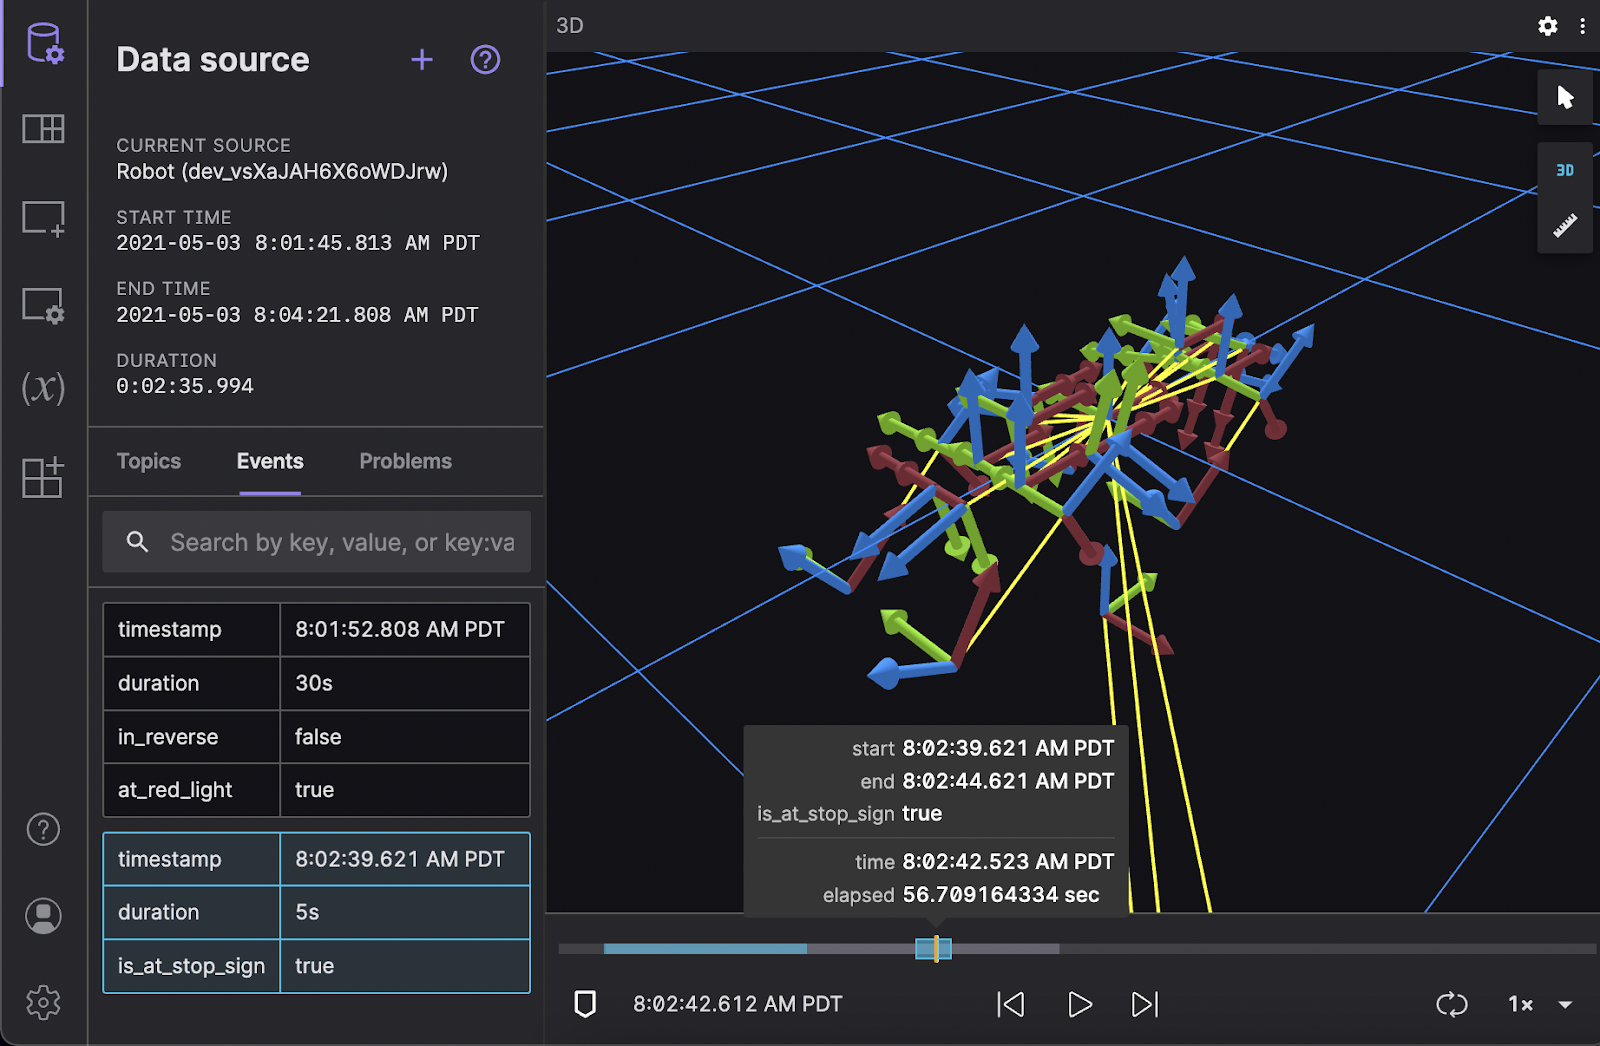 Data source
CURRENT SOURCE
Robot (dev_vsXaJAH6X6oWDJrw)
START TIME
2021-05-03 8:01:45.813 AM PDT
END TIME
2021-05-03 8:04:21.808 AM PDT
DURATION
0:02:35.994
Topics Events Problems
Search by key, value, or key:va
timestamp 8:01:52.808 AM PDT
duration 30s
in_reverse false
at_red_light true
timestamp 8:02:39.621 AM PDT
duration 5s
is_at_stop_sign true
(x)
3D
3D
start 8:02:39.621 AM PDT
end 8:02:44.621 AM PDT
is_at_stop_sign true
time 8:02:42.523 AM PDT
elapsed 56.709164334 sec
8:02:42.612 AM PDT
1x